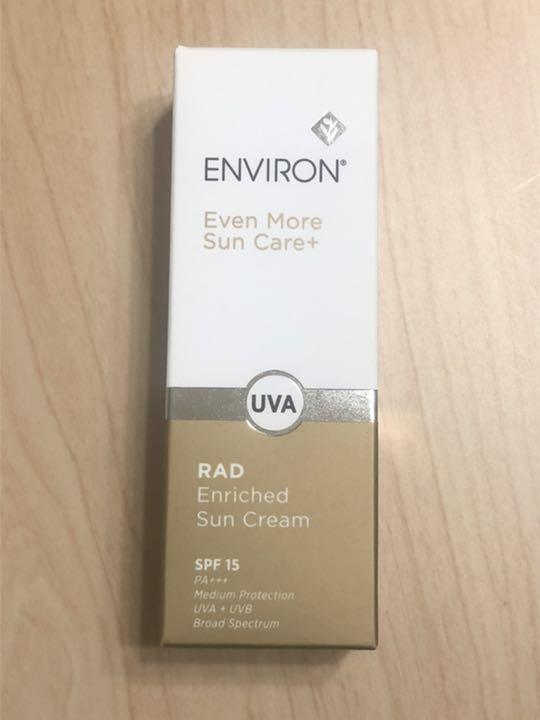 ENVIRON®
Even More
Sun Care+
UVA
RAD
Enriched
Sun Cream
SPF 15
PA+++
Medium Protection
UVA + UVB
Broad Spectrum